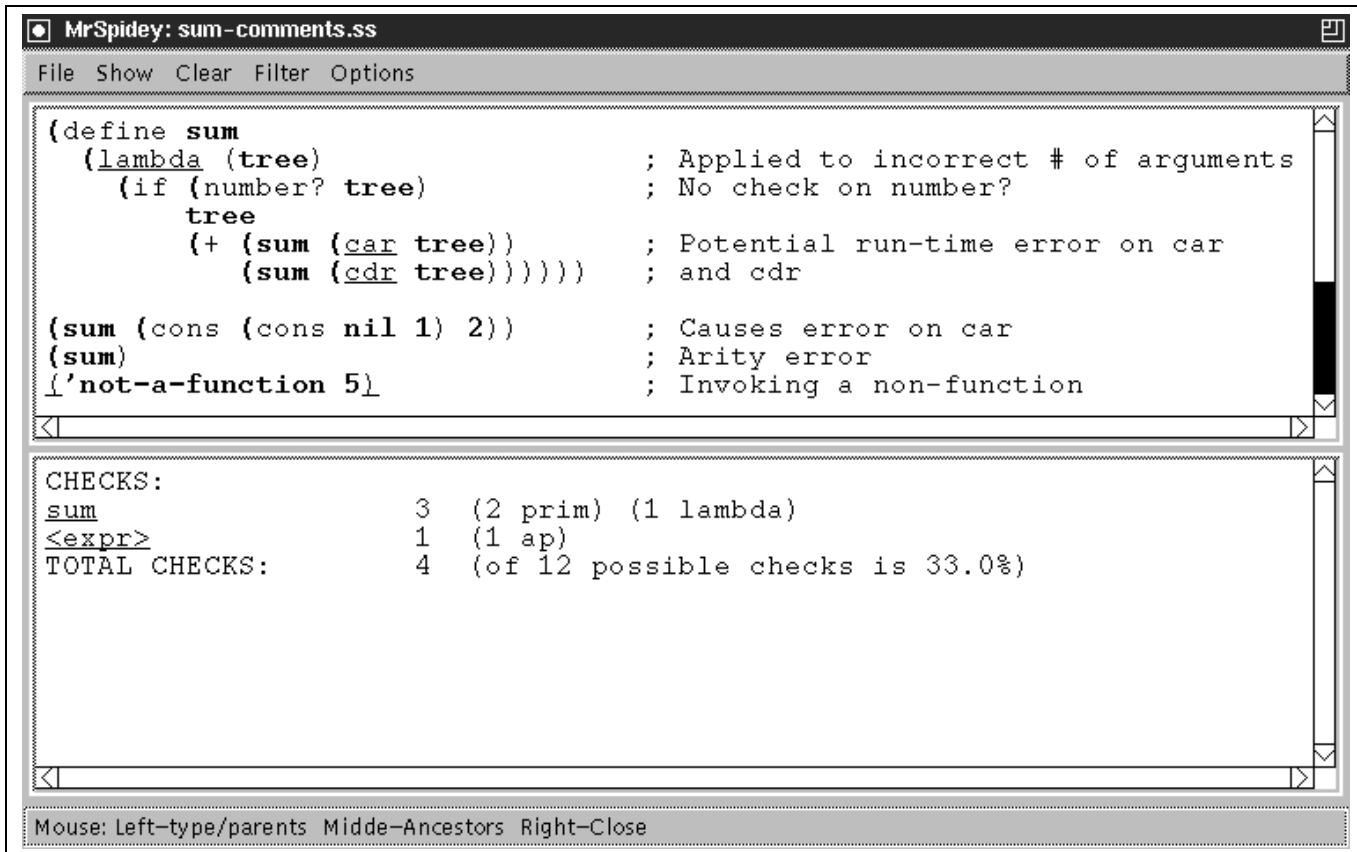 MrSpidey: sum-comments.ss
File Show Clear Filter Options
(define sum
(lambda (tree) ; Applied to incorrect # of arguments
(if (number? tree) ; No check on number?
tree
(+ (sum (car tree)) ; Potential run-time error on car
(sum (cdr tree)))))) ; and cdr
(sum (cons (cons nil 1) 2)) ; Causes error on car
(sum) ; Arity error
('not-a-function 5) ; Invoking a non-function
CHECKS:
sum 3 (2 prim) (1 lambda)
<expr> 1 (1 ap)
TOTAL CHECKS: 4 (of 12 possible checks is 33.0%)
Mouse: Left-type/parents Midde-Ancestors Right-Close